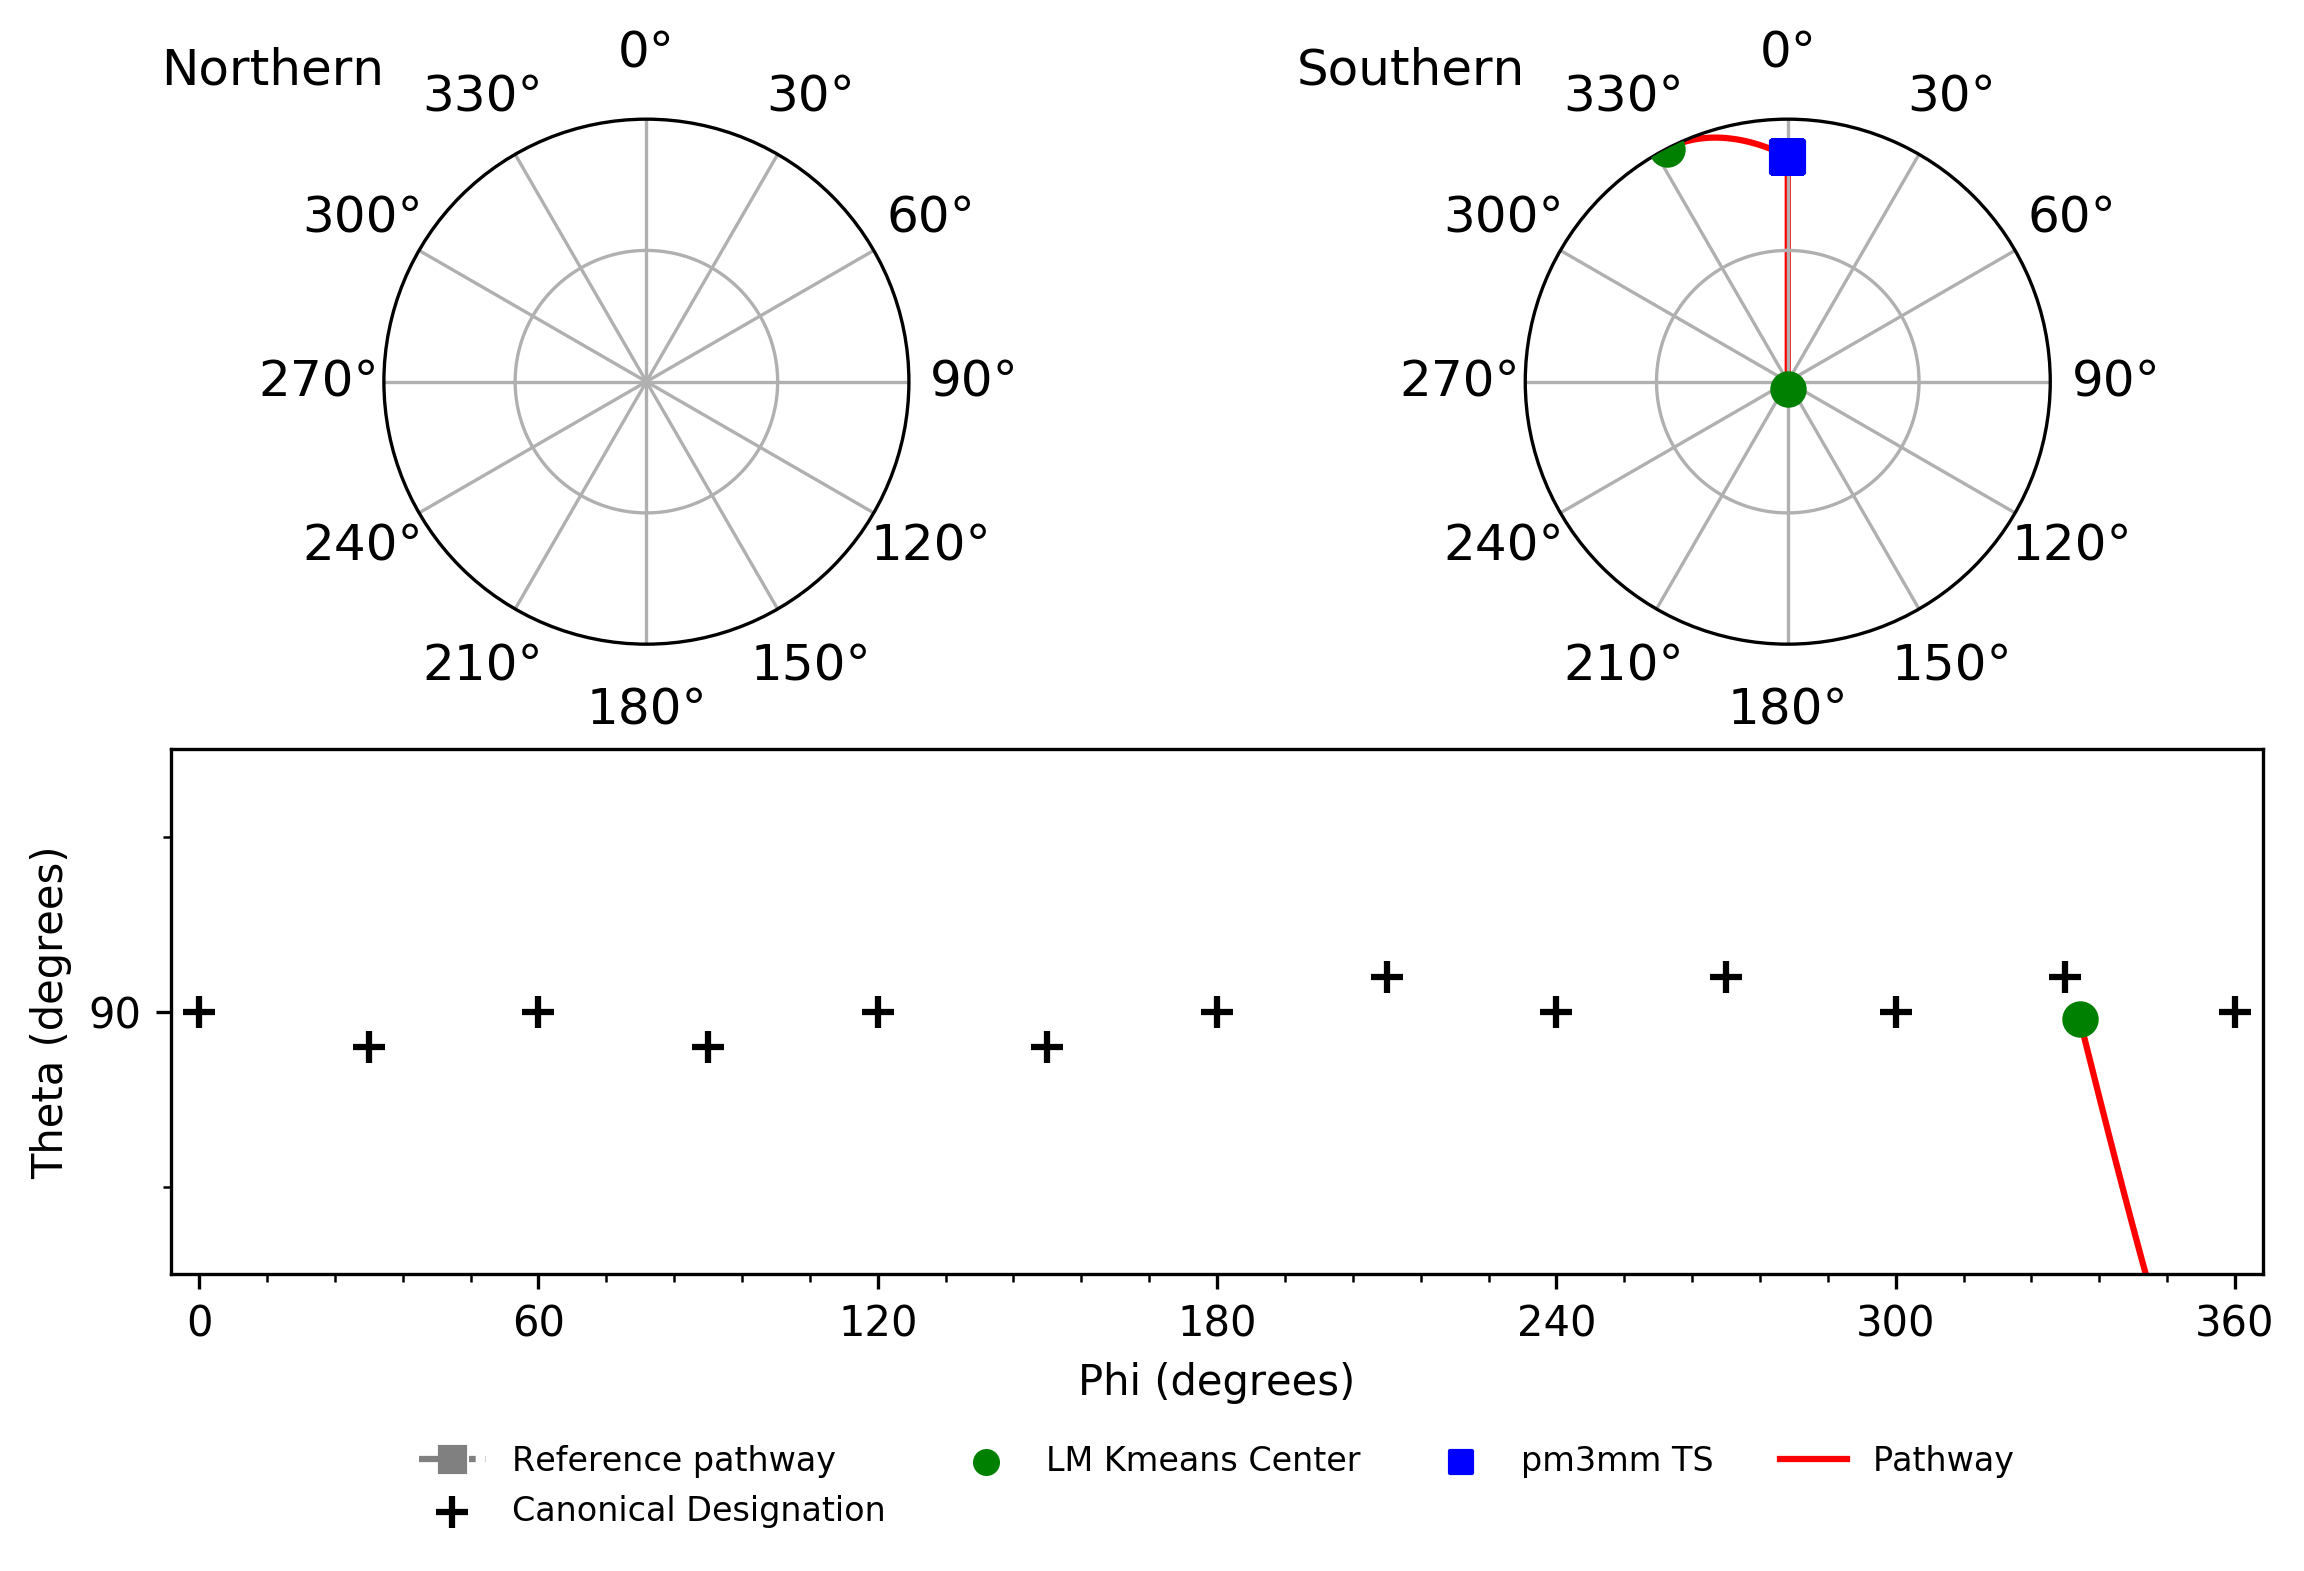 Northern
0°
30°
60°
90°
120°
150°
180°
210°
240°
270°
300°
330°
Southern
0°
30°
60°
90°
120°
150°
180°
210°
240°
270°
300°
330°
Theta (degrees)
90
0 60 120 180 240 300 360
Phi (degrees)
Reference pathway
Canonical Designation
LM Kmeans Center
pm3mm TS
Pathway